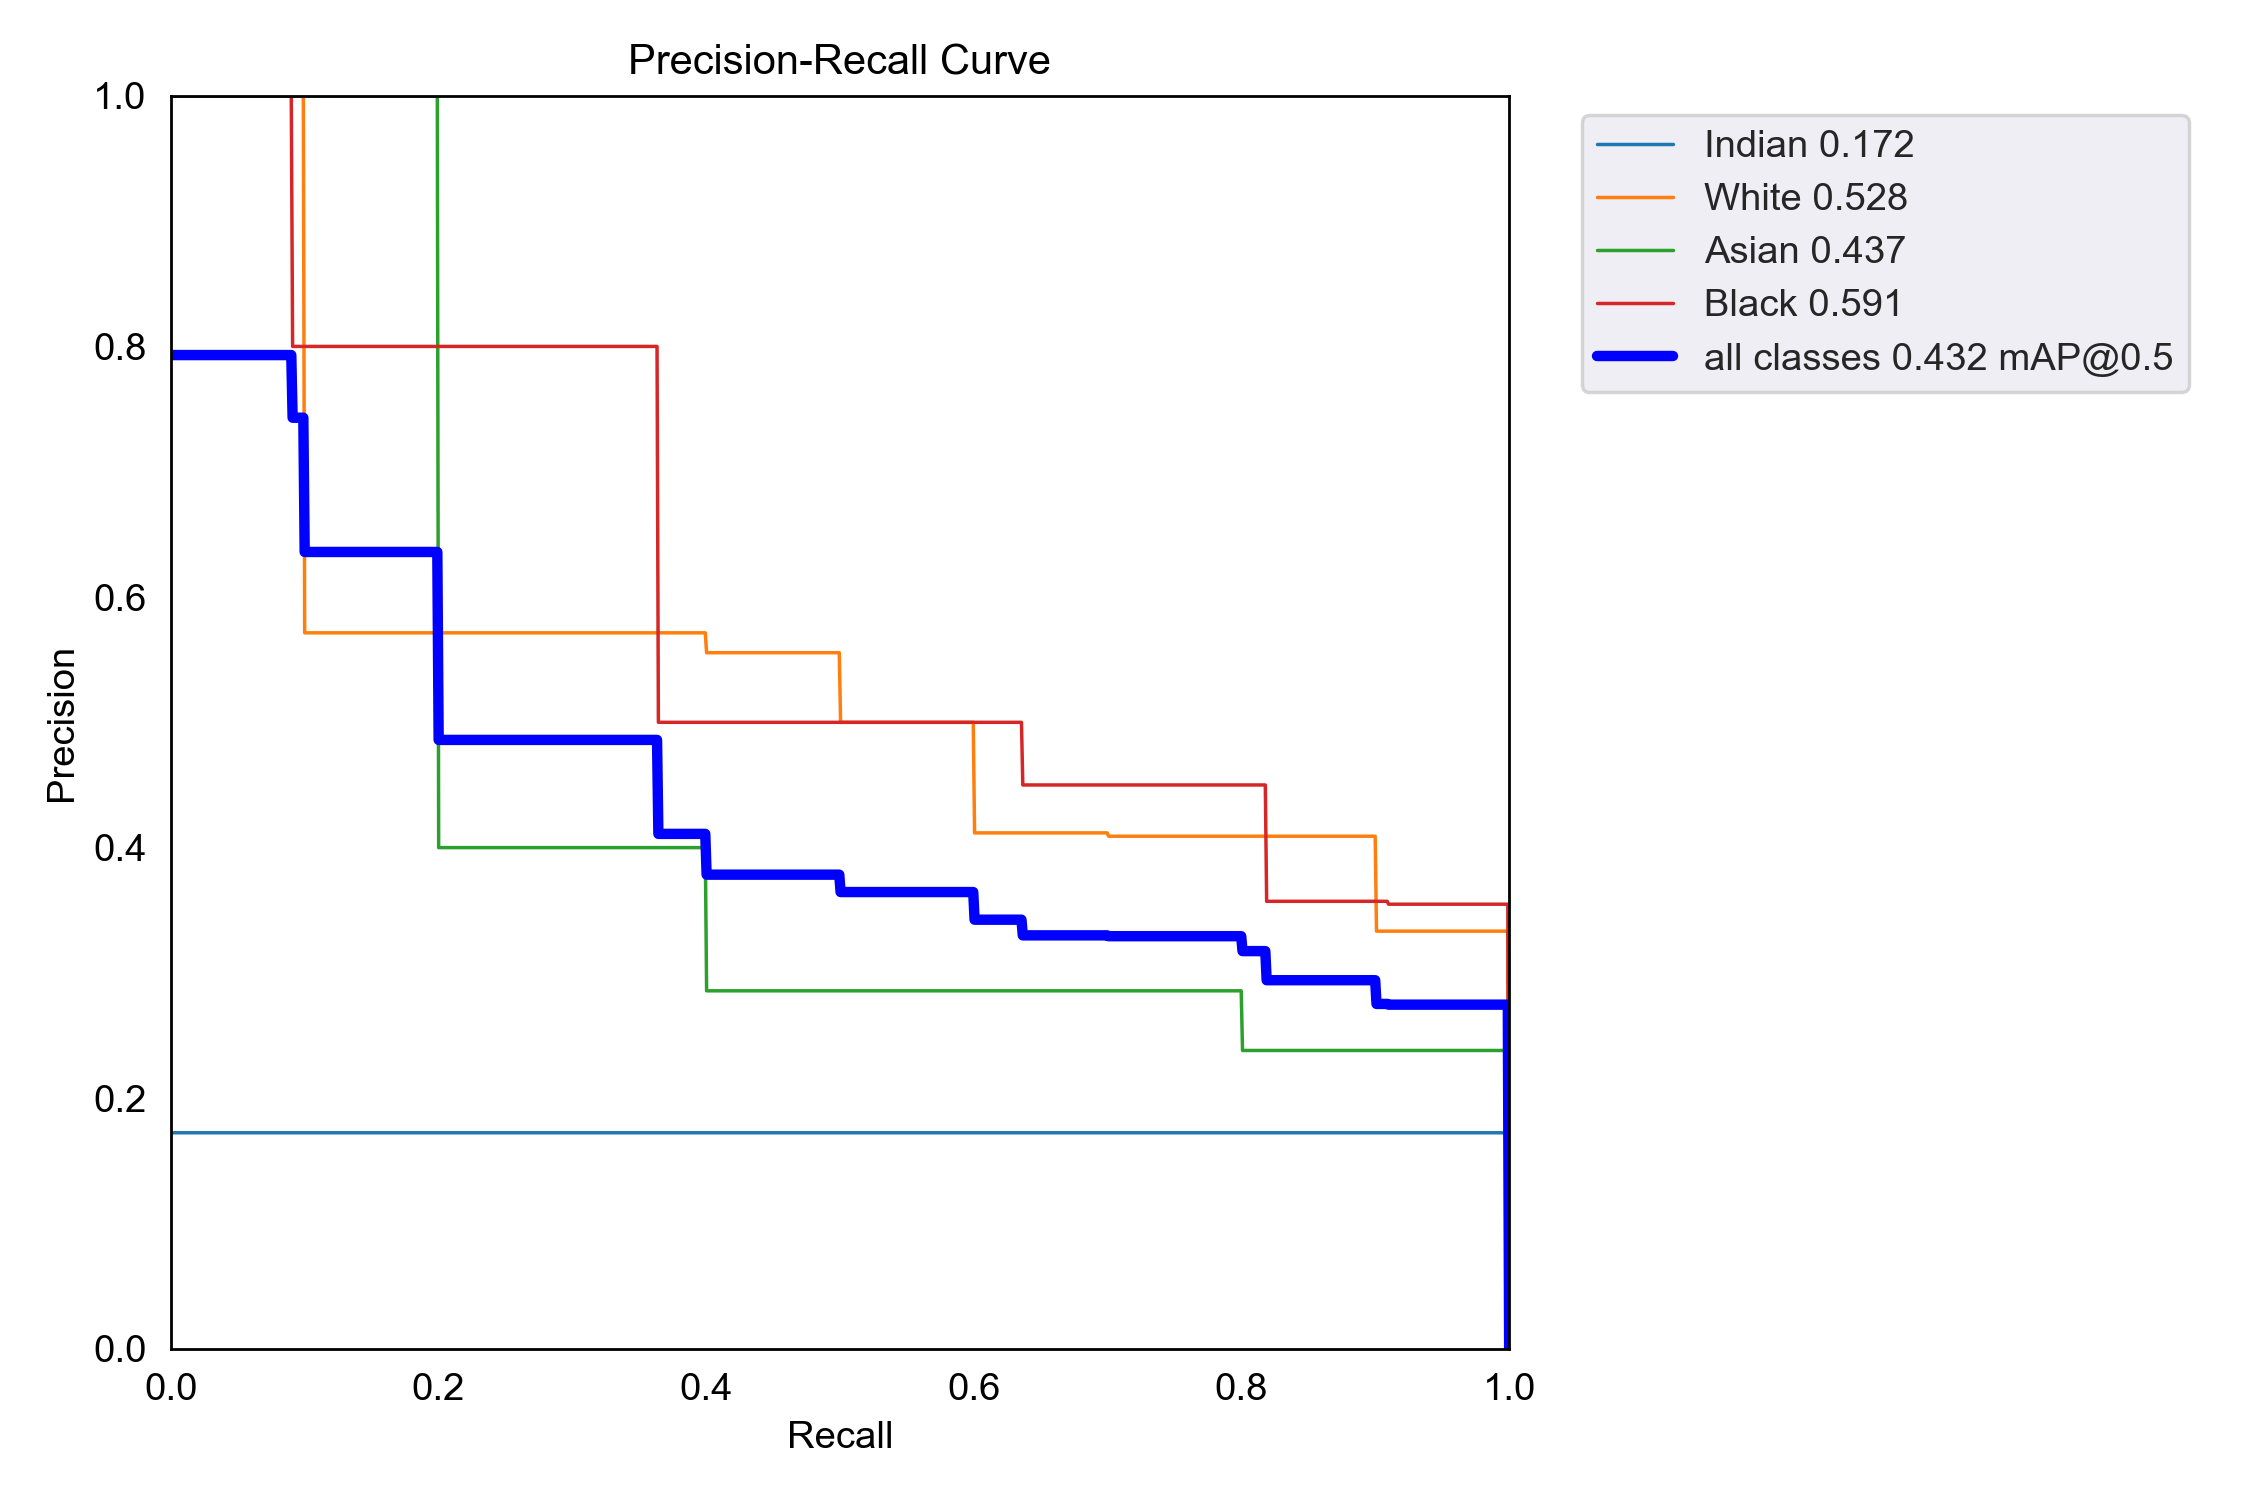 Precision-Recall Curve
1.0
0.8
0.6
0.4
0.2
0.0
Precision
0.0 0.2 0.4 0.6 0.8 1.0
Recall
Indian 0.172
White 0.528
Asian 0.437
Black 0.591
all classes 0.432 mAP@0.5